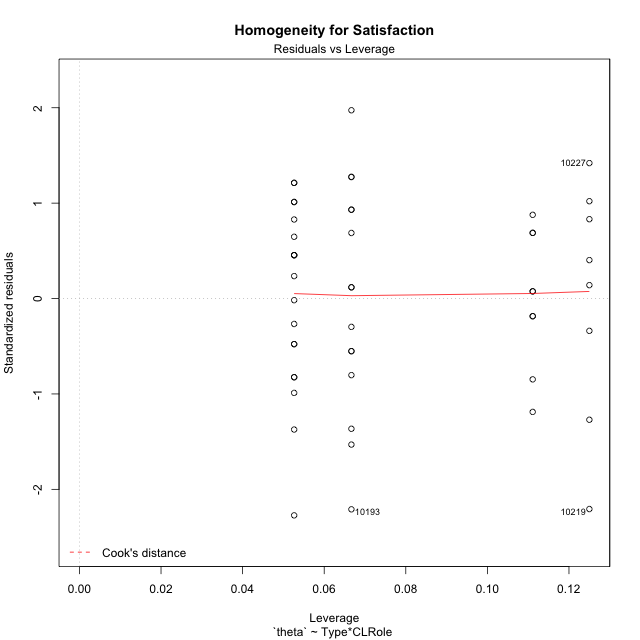 Homogeneity for Satisfaction
Residuals vs Leverage
2
1
0
-1
-2
Standardized residuals
10227
10193
10219
Cook's distance
0.00 0.02 0.04 0.06 0.08 0.10 0.12
Leverage
`theta` ~ Type*CLRole